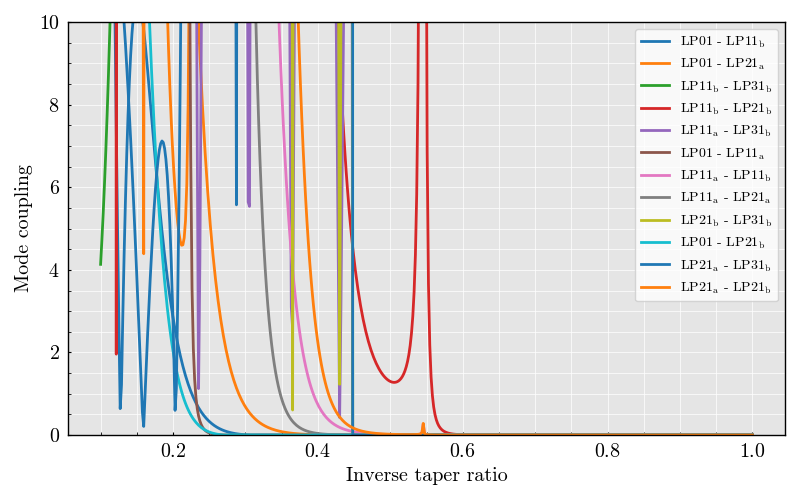 10
8
6
4
2
0
Mode coupling
0.2
0.4
0.6
0.8
1.0
Inverse taper ratio
LP01 - LP11b
LP01 - LP21a
LP11b - LP31b
LP11b - LP21b
LP11a - LP31b
LP01 - LP11a
LP11a - LP11b
LP11a - LP21a
LP21b - LP31b
LP01 - LP21b
LP21a - LP31b
LP21a - LP21b